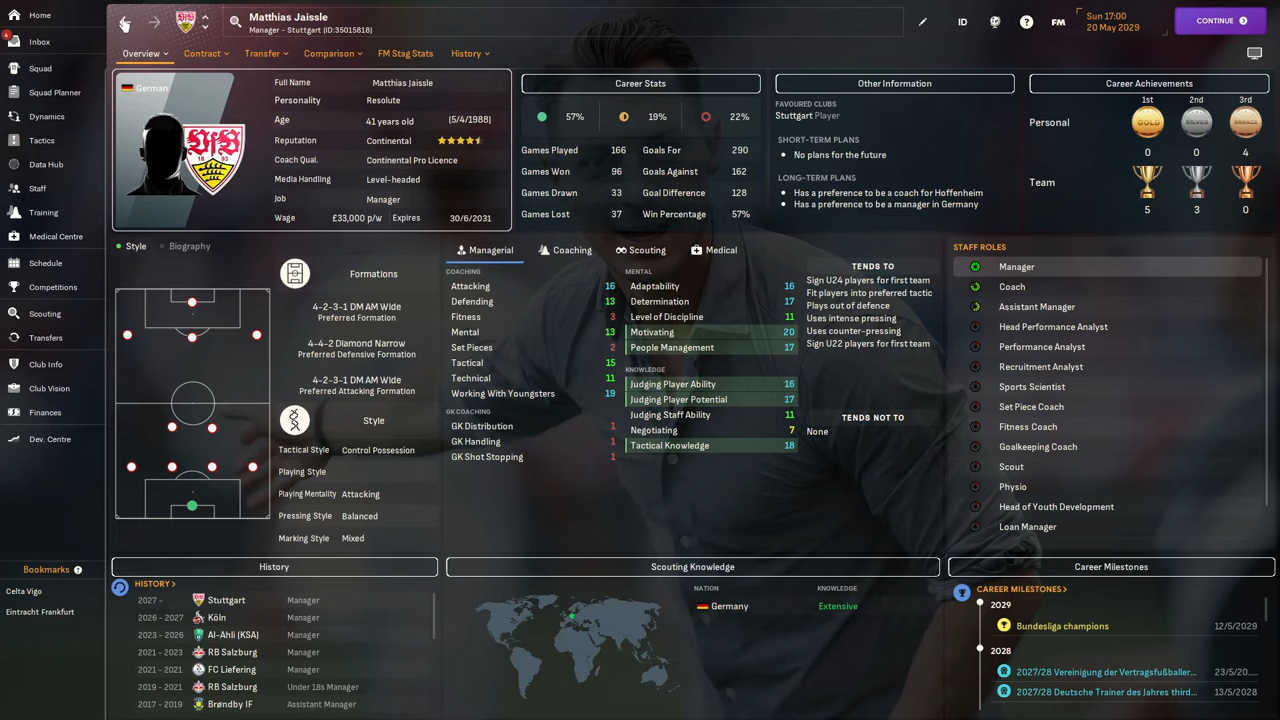 Home
4
Inbox
Squad
Squad Planner
Dynamics
Tactics
Data Hub
Staff
Training
Medical Centre
Schedule
Competitions
Scouting
Transfers
Club Info
Club Vision
Finances
Dev. Centre
Bookmarks ?
Celta Vigo
Eintracht Frankfurt
Matthias Jaissle
Manager - Stuttgart (ID:35015818)
ID
?
FM
Sun 17:00
20 May 2029
CONTINUE
Overview
Contract
Transfer
Comparison
FM Stag Stats
History
German
VfB
18 93
Full Name Matthias Jaissle
Personality Resolute
Age 41 years old (5/4/1988)
Reputation Continental
Coach Qual. Continental Pro Licence
Media Handling Level-headed
Job Manager
Wage £33,000 p/w Expires 30/6/2031
Career Stats
57% 19% 22%
Games Played 166 Goals For 290
Games Won 96 Goals Against 162
Games Drawn 33 Goal Difference 128
Games Lost 37 Win Percentage 57%
Other Information
FAVOURED CLUBS
Stuttgart Player
SHORT-TERM PLANS
• No plans for the future
LONG-TERM PLANS
• Has a preference to be a coach for Hoffenheim
• Has a preference to be a manager in Germany
Career Achievements
1st 2nd 3rd
Personal GOLD SILVER BRONZE
0 0 4
Team
5 3 0
Style
Biography
Formations
4-2-3-1 DM AM Wide
Preferred Formation
4-4-2 Diamond Narrow
Preferred Defensive Formation
4-2-3-1 DM AM Wide
Preferred Attacking Formation
Style
Tactical Style Control Possession
Playing Style
Playing Mentality Attacking
Pressing Style Balanced
Marking Style Mixed
Managerial
Coaching
Scouting
Medical
COACHING
Attacking 16
Defending 13
Fitness 3
Mental 13
Set Pieces 2
Tactical 15
Technical 11
Working With Youngsters 19
GK COACHING
GK Distribution 1
GK Handling 1
GK Shot Stopping 1
MENTAL
Adaptability 16
Determination 17
Level of Discipline 11
Motivating 20
People Management 17
KNOWLEDGE
Judging Player Ability 16
Judging Player Potential 17
Judging Staff Ability 11
Negotiating 7
Tactical Knowledge 18
TENDS TO
Sign U24 players for first team
Fit players into preferred tactic
Plays out of defence
Uses intense pressing
Uses counter-pressing
Sign U22 players for first team
TENDS NOT TO
None
STAFF ROLES
Manager
Coach
Assistant Manager
Head Performance Analyst
Performance Analyst
Recruitment Analyst
Sports Scientist
Set Piece Coach
Fitness Coach
Goalkeeping Coach
Scout
Physio
Head of Youth Development
Loan Manager
History
HISTORY >
2027 - Stuttgart Manager
2026 - 2027 Köln Manager
2023 - 2026 Al-Ahli (KSA) Manager
2021 - 2023 RB Salzburg Manager
2021 - 2021 FC Liefering Manager
2019 - 2021 RB Salzburg Under 18s Manager
2017 - 2019 Brøndby IF Assistant Manager
Scouting Knowledge
NATION KNOWLEDGE
Germany Extensive
Career Milestones
CAREER MILESTONES >
2029
Bundesliga champions 12/5/2029
2028
2027/28 Vereinigung der Vertragsfußballer... 23/5/20....
2027/28 Deutsche Trainer des Jahres third... 13/5/2028